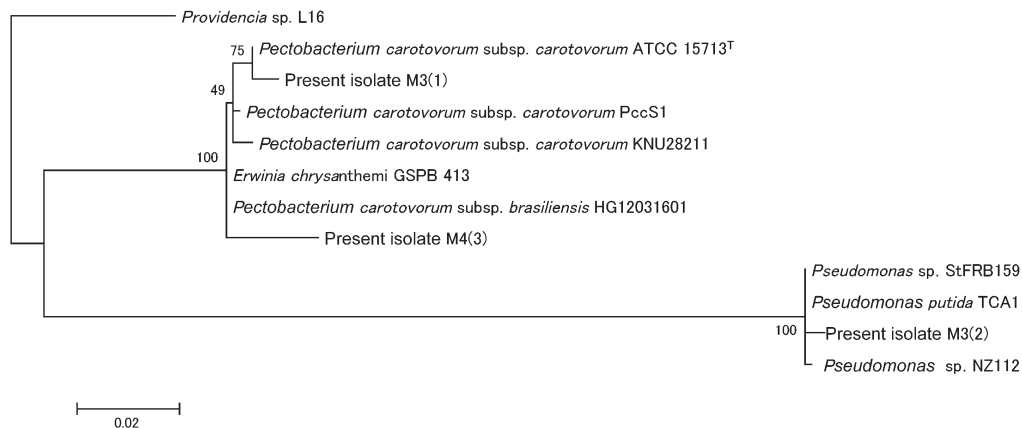 Providencia sp. L16
75
Pectobacterium carotovorum subsp. carotovorum ATCC 15713T
Present isolate M3(1)
49
Pectobacterium carotovorum subsp. carotovorum PccS1
Pectobacterium carotovorum subsp. carotovorum KNU28211
100
Erwinia chrysanthemi GSPB 413
Pectobacterium carotovorum subsp. brasiliensis HG12031601
Present isolate M4(3)
Pseudomonas sp. StFRB159
Pseudomonas putida TCA1
100
Present isolate M3(2)
Pseudomonas sp. NZ112
0.02